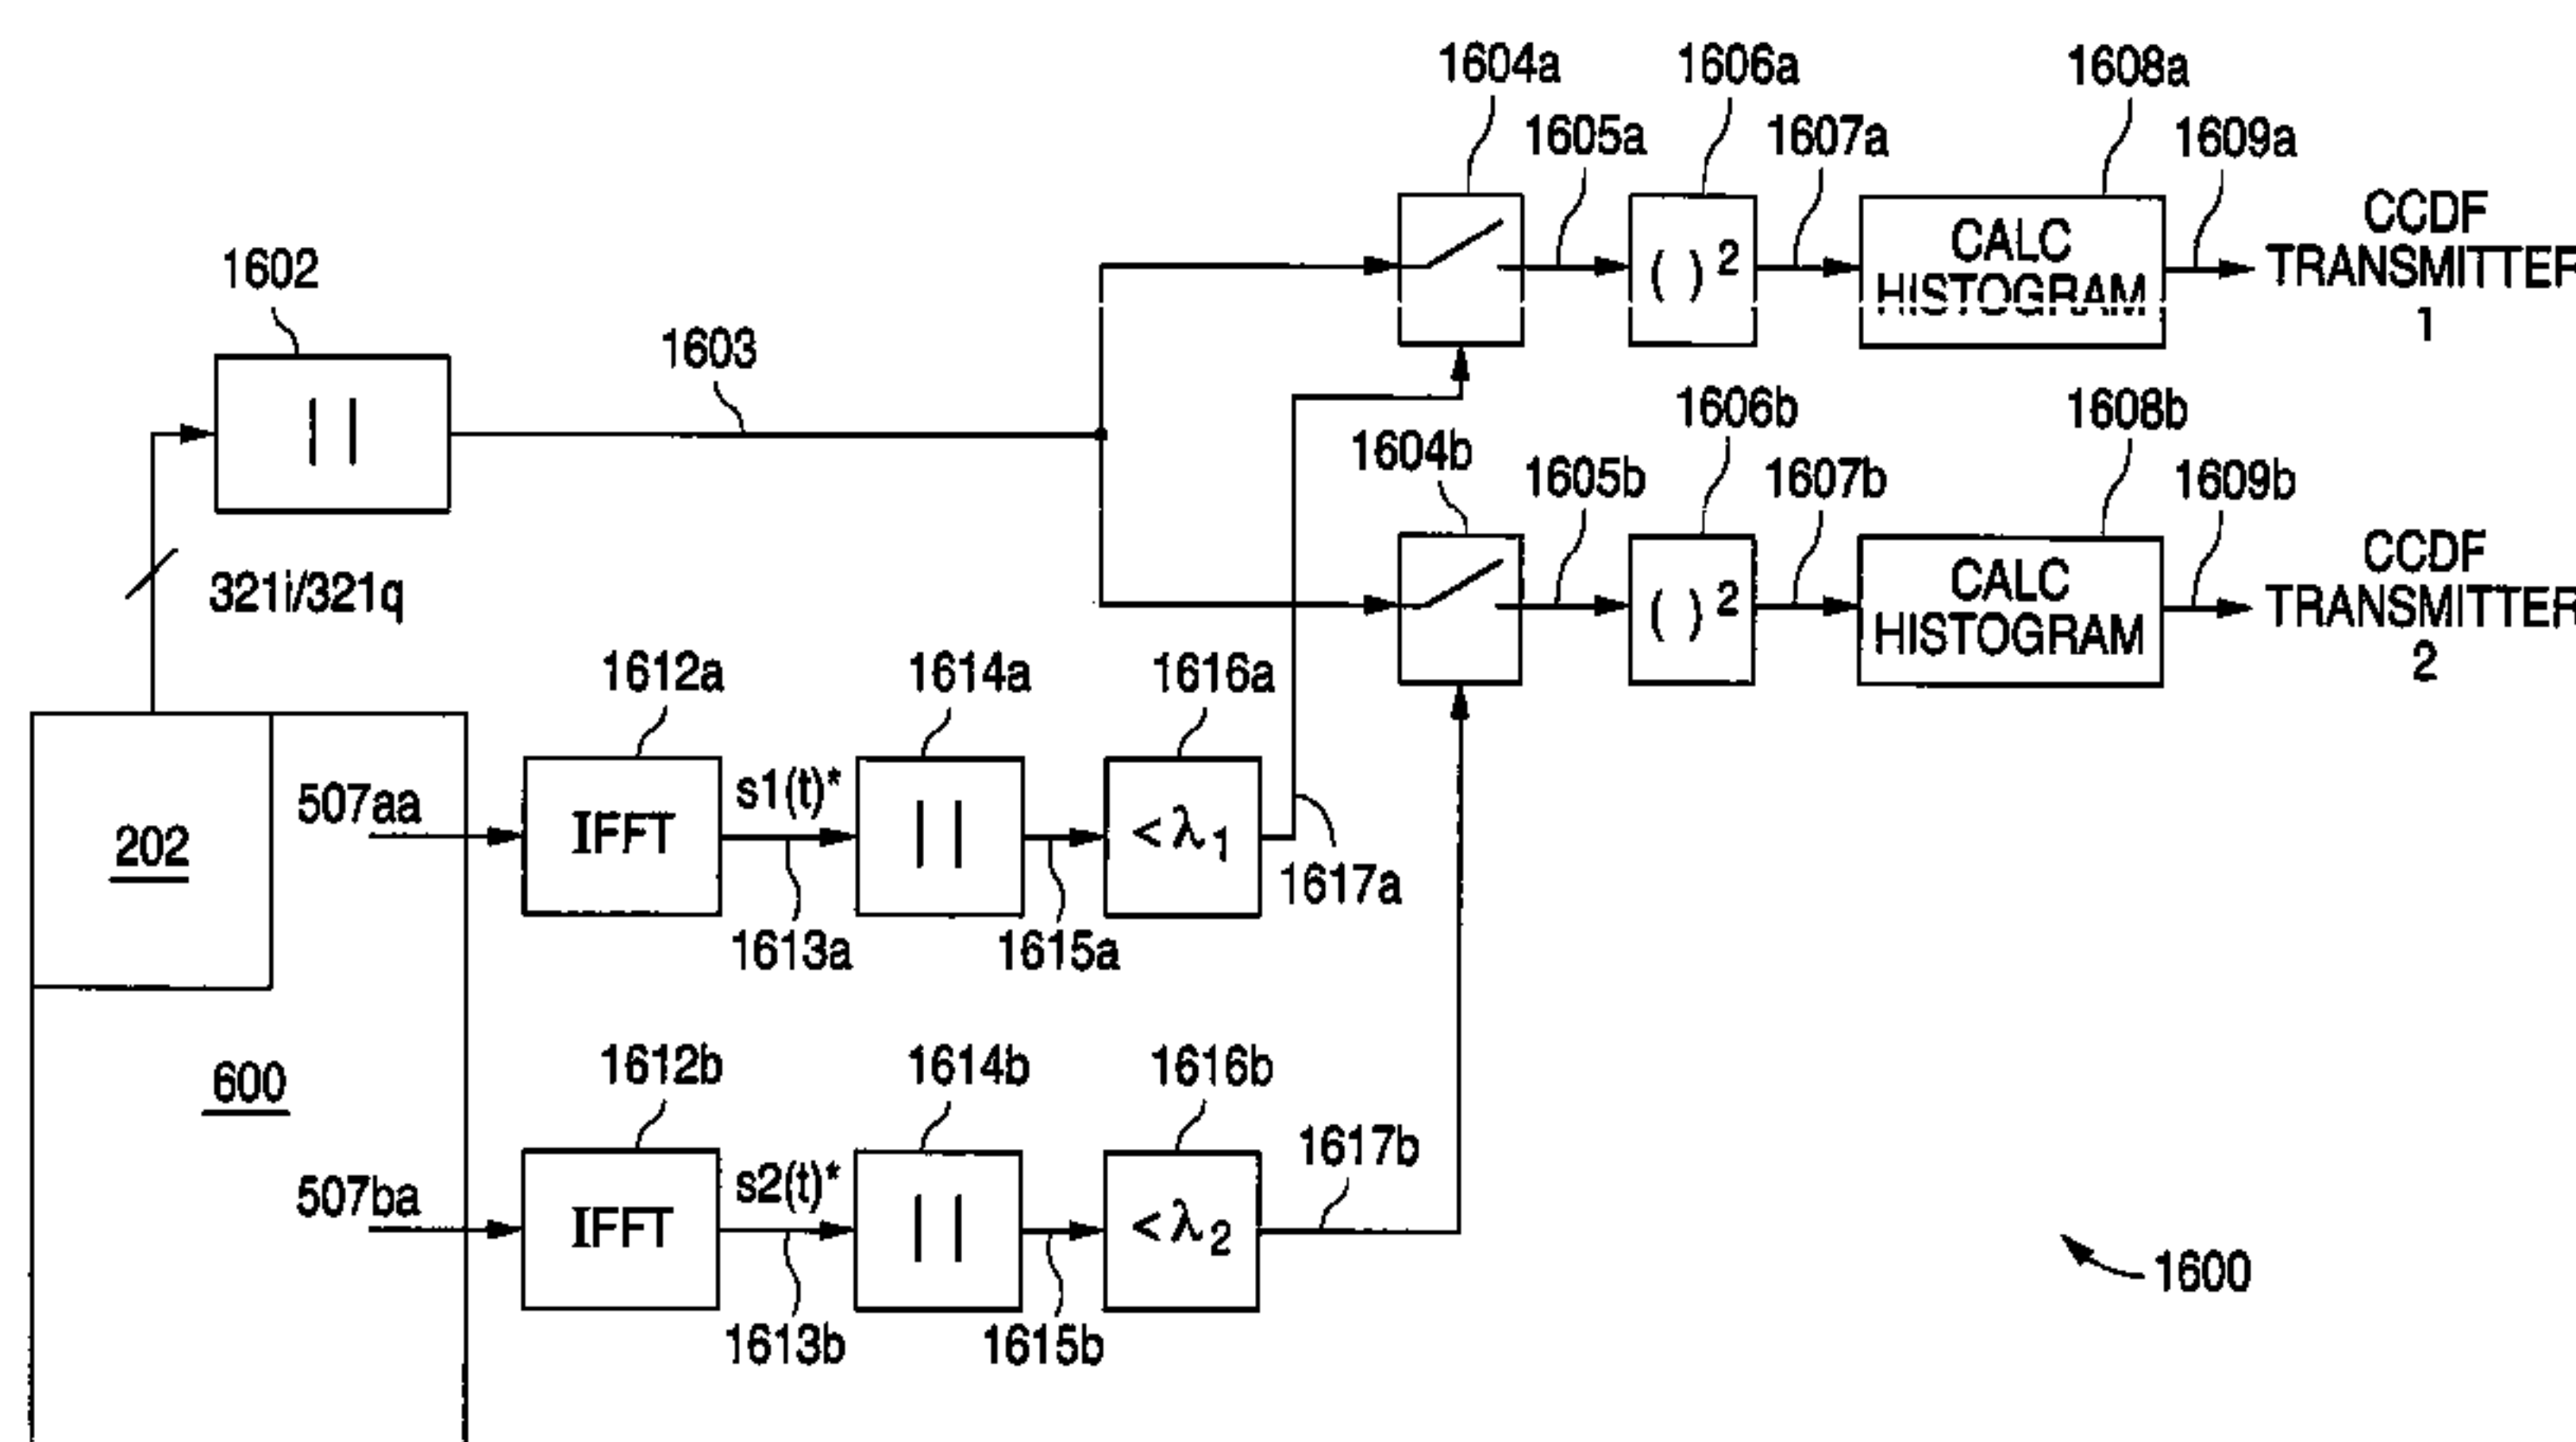 1604a
1606a
1608a
1605a
1607a
1609a
CCDF
TRANSMITTER
1
CALC
HISTOGRAM
( )²
1602
| |
1603
321i/321q
1604b
1606b
1608b
1605b
1607b
1609b
CCDF
TRANSMITTER
2
CALC
HISTOGRAM
( )²
1612a
1614a
1616a
507aa
IFFT
s1(t)*
| |
< λ1
1613a
1615a
1617a
202
600
1612b
1614b
1616b
1617b
507ba
IFFT
s2(t)*
| |
< λ2
1613b
1615b
1600